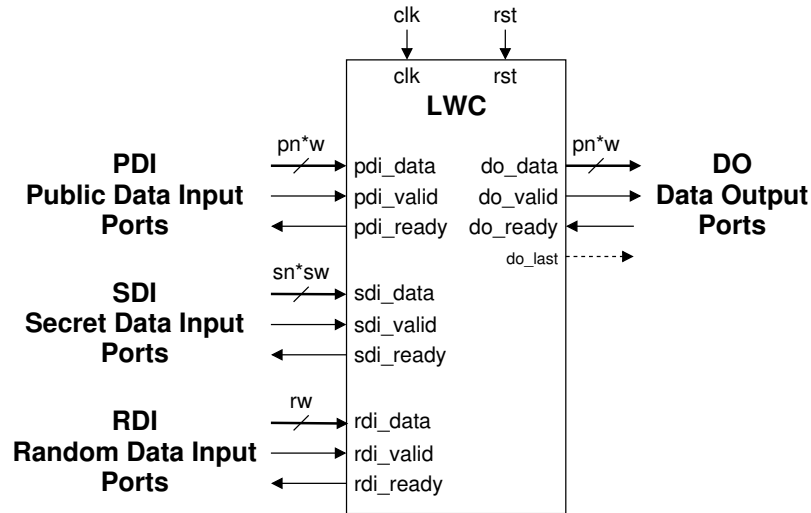 clk rst
clk rst
LWC
PDI
Public Data Input
Ports
pn*w
pdi_data
pdi_valid
pdi_ready
do_data
do_valid
do_ready
do_last
pn*w
DO
Data Output
Ports
SDI
Secret Data Input
Ports
sn*sw
sdi_data
sdi_valid
sdi_ready
RDI
Random Data Input
Ports
rw
rdi_data
rdi_valid
rdi_ready